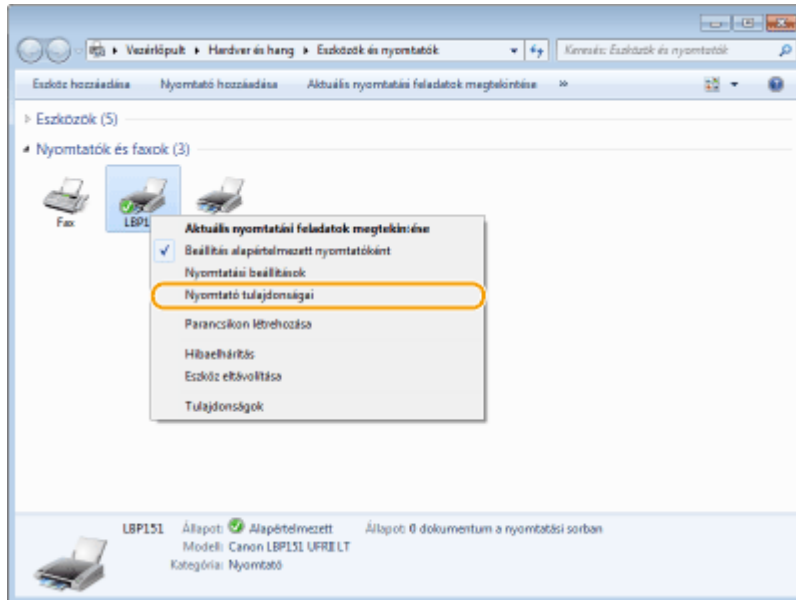 Vezérlőpult ▸ Hardver és hang ▸ Eszközök és nyomtatók
Keresés: Eszközök és nyomtatók
Eszköz hozzáadása Nyomtató hozzáadása Aktuális nyomtatási feladatok megtekintése »
Eszközök (5)
Nyomtatók és faxok (3)
Fax
LBP1
Aktuális nyomtatási feladatok megtekintése
Beállítás alapértelmezett nyomtatóként
Nyomtatási beállítások
Nyomtató tulajdonságai
Parancsikon létrehozása
Hibaelhárítás
Eszköz eltávolítása
Tulajdonságok
LBP151 Állapot: Alapértelmezett Állapot: 0 dokumentum a nyomtatási sorban
Modell: Canon LBP151 UFRII LT
Kategória: Nyomtató